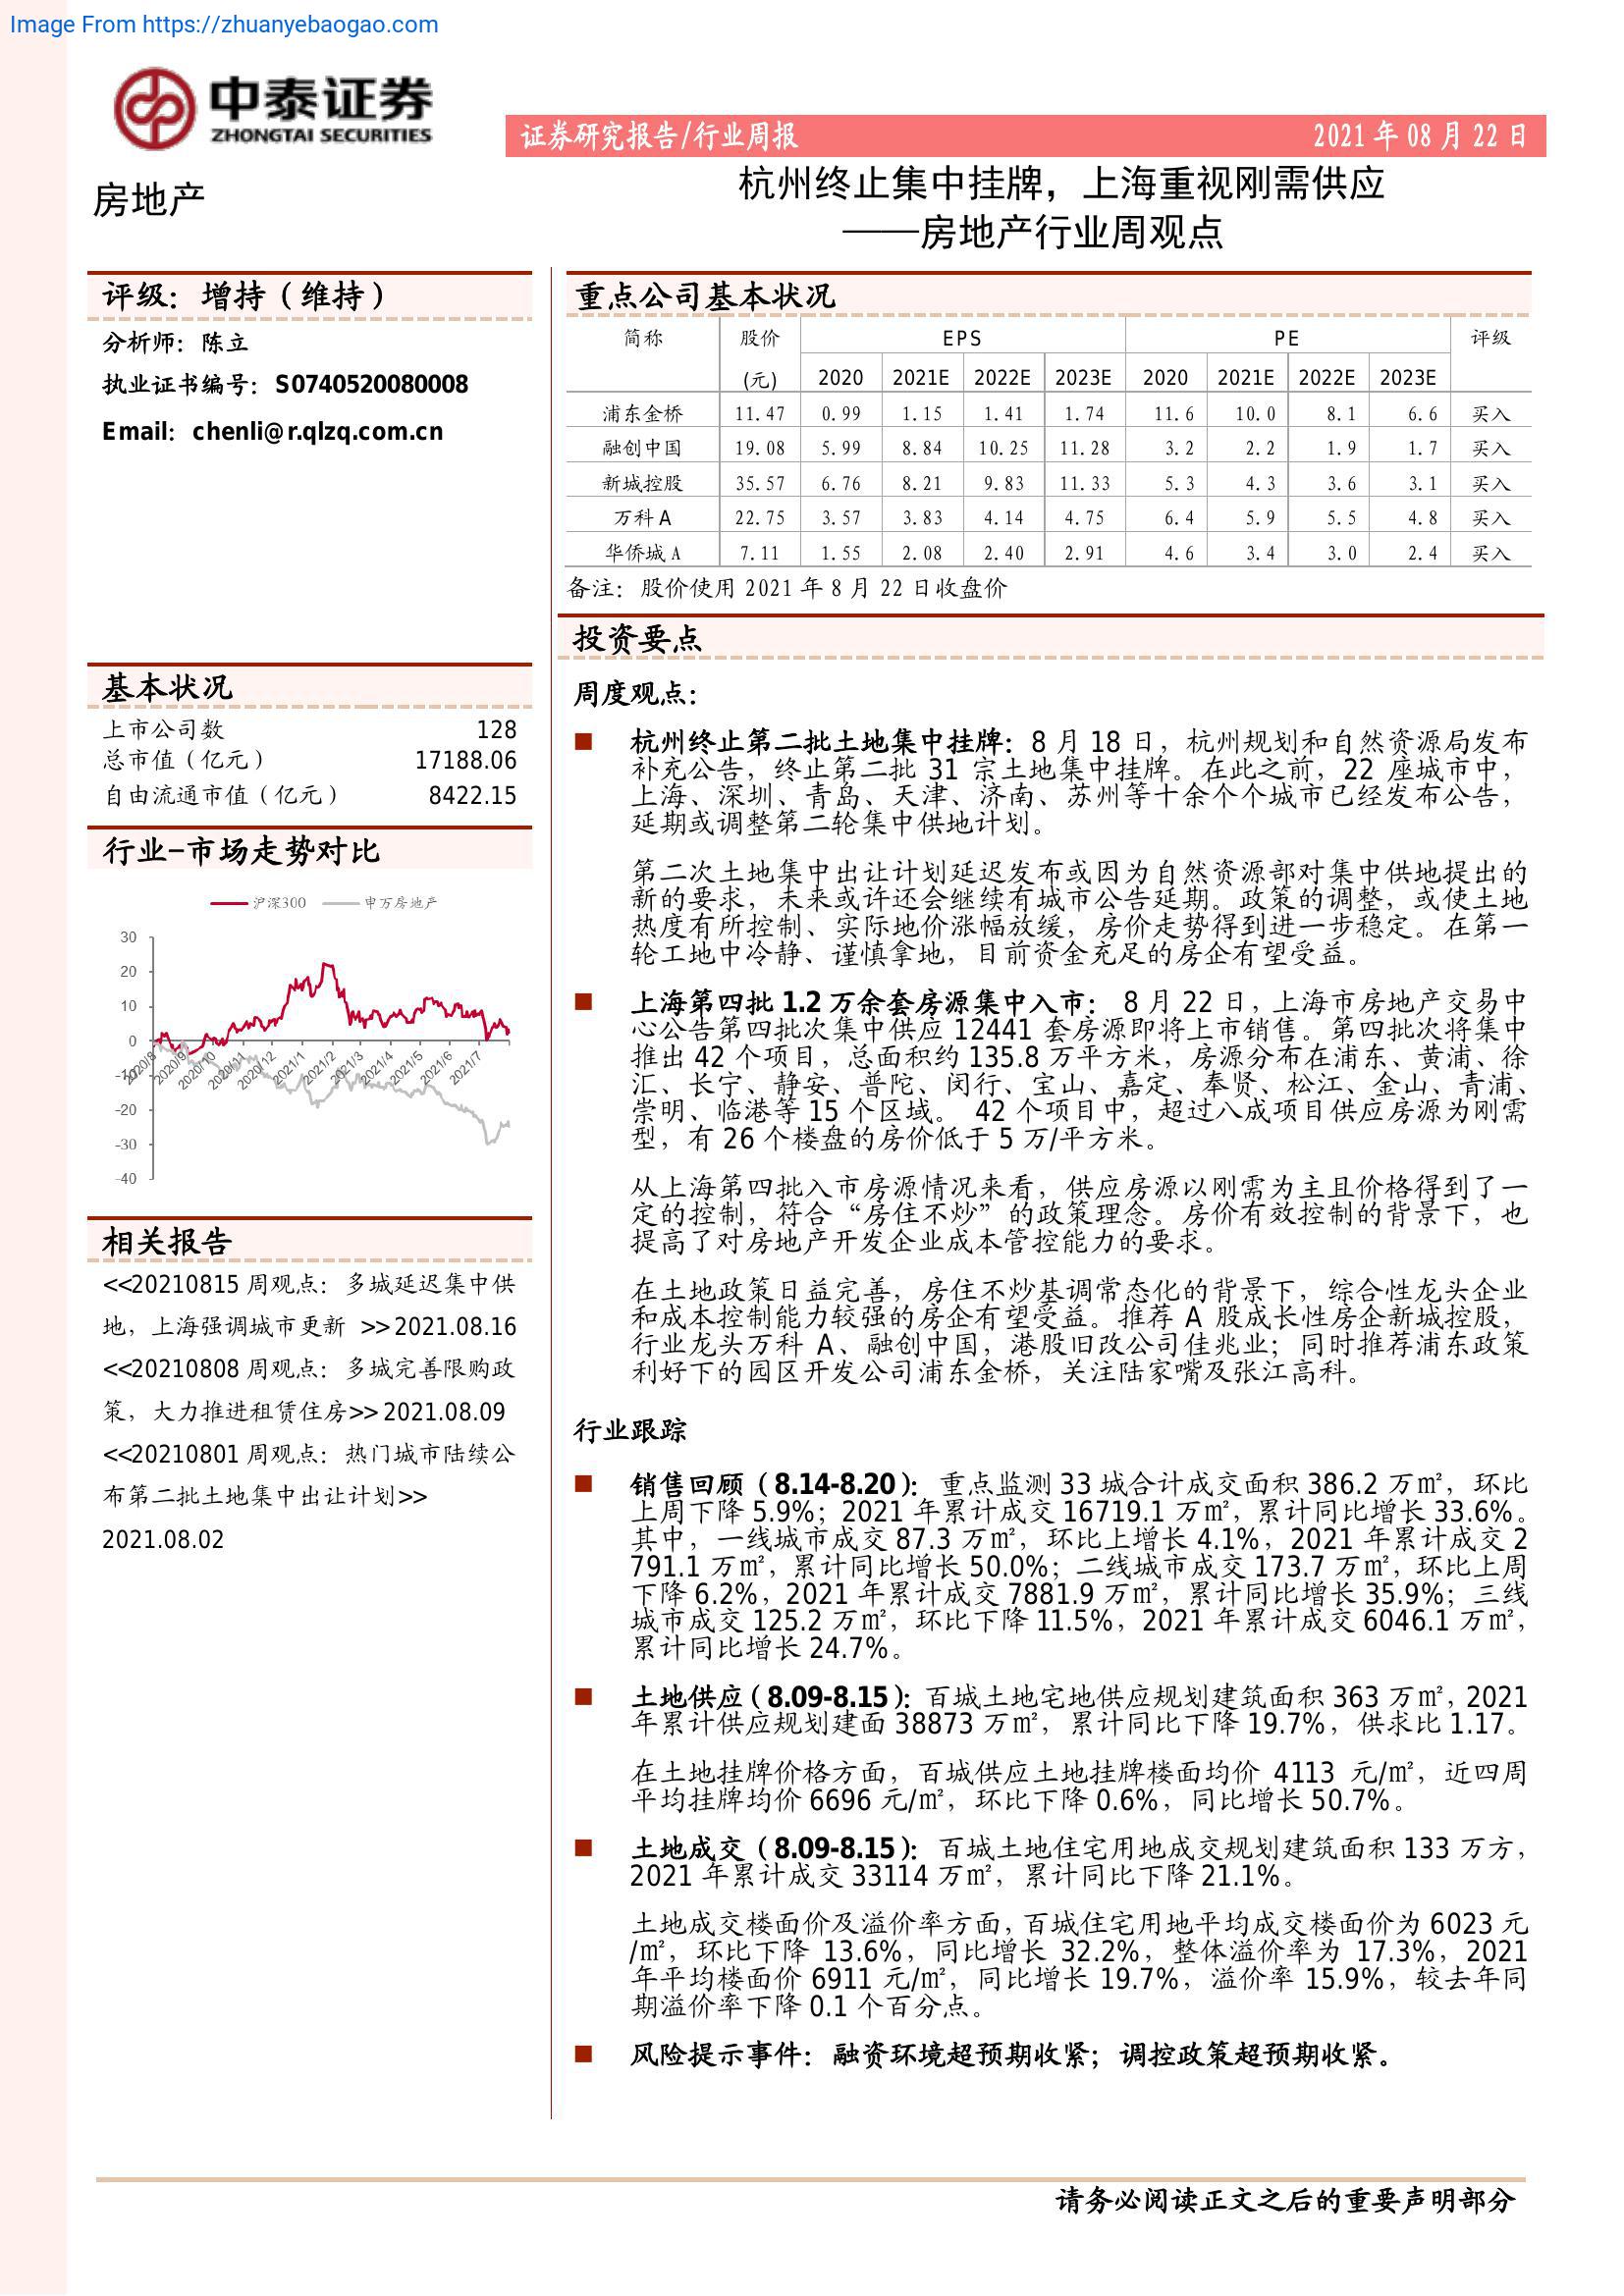 Image From https://zhuanyebaogao.com
中泰证券
ZHONGTAI SECURITIES
证券研究报告/行业周报 2021 年 08 月 22 日
房地产
杭州终止集中挂牌，上海重视刚需供应
——房地产行业周观点
评级：增持（维持）
分析师：陈立
执业证书编号：S0740520080008
Email：chenli@r.qlzq.com.cn
基本状况
上市公司数 128
总市值（亿元） 17188.06
自由流通市值（亿元） 8422.15
行业-市场走势对比
沪深300 申万房地产
30
20
10
0
-10
-20
-30
-40
2020/8 2020/9 2020/10 2020/11 2020/12 2021/1 2021/2 2021/3 2021/4 2021/5 2021/6 2021/7
相关报告
<<20210815 周观点：多城延迟集中供
地，上海强调城市更新 >>2021.08.16
<<20210808 周观点：多城完善限购政
策，大力推进租赁住房>>2021.08.09
<<20210801 周观点：热门城市陆续公
布第二批土地集中出让计划>>
2021.08.02
重点公司基本状况
简称 股价 EPS PE 评级
(元) 2020 2021E 2022E 2023E 2020 2021E 2022E 2023E
浦东金桥 11.47 0.99 1.15 1.41 1.74 11.6 10.0 8.1 6.6 买入
融创中国 19.08 5.99 8.84 10.25 11.28 3.2 2.2 1.9 1.7 买入
新城控股 35.57 6.76 8.21 9.83 11.33 5.3 4.3 3.6 3.1 买入
万科 A 22.75 3.57 3.83 4.14 4.75 6.4 5.9 5.5 4.8 买入
华侨城 A 7.11 1.55 2.08 2.40 2.91 4.6 3.4 3.0 2.4 买入
备注：股价使用 2021 年 8 月 22 日收盘价
投资要点
周度观点：
■ 杭州终止第二批土地集中挂牌：8 月 18 日，杭州规划和自然资源局发布
补充公告，终止第二批 31 宗土地集中挂牌。在此之前，22 座城市中，
上海、深圳、青岛、天津、济南、苏州等十余个个城市已经发布公告，
延期或调整第二轮集中供地计划。
第二次土地集中出让计划延迟发布或因为自然资源部对集中供地提出的
新的要求，未来或许还会继续有城市公告延期。政策的调整，或使土地
热度有所控制、实际地价涨幅放缓，房价走势得到进一步稳定。在第一
轮工地中冷静、谨慎拿地，目前资金充足的房企有望受益。
■ 上海第四批 1.2 万余套房源集中入市： 8 月 22 日，上海市房地产交易中
心公告第四批次集中供应 12441 套房源即将上市销售。第四批次将集中
推出 42 个项目，总面积约 135.8 万平方米，房源分布在浦东、黄浦、徐
汇、长宁、静安、普陀、闵行、宝山、嘉定、奉贤、松江、金山、青浦、
崇明、临港等 15 个区域。 42 个项目中，超过八成项目供应房源为刚需
型，有 26 个楼盘的房价低于 5 万/平方米。
从上海第四批入市房源情况来看，供应房源以刚需为主且价格得到了一
定的控制，符合“房住不炒”的政策理念。房价有效控制的背景下，也
提高了对房地产开发企业成本管控能力的要求。
在土地政策日益完善，房住不炒基调常态化的背景下，综合性龙头企业
和成本控制能力较强的房企有望受益。推荐 A 股成长性房企新城控股，
行业龙头万科 A、融创中国，港股旧改公司佳兆业；同时推荐浦东政策
利好下的园区开发公司浦东金桥，关注陆家嘴及张江高科。
行业跟踪
■ 销售回顾（8.14-8.20）：重点监测 33 城合计成交面积 386.2 万㎡，环比
上周下降 5.9%；2021 年累计成交 16719.1 万㎡，累计同比增长 33.6%。
其中，一线城市成交 87.3 万㎡，环比上增长 4.1%，2021 年累计成交 2
791.1 万㎡，累计同比增长 50.0%；二线城市成交 173.7 万㎡，环比上周
下降 6.2%，2021 年累计成交 7881.9 万㎡，累计同比增长 35.9%；三线
城市成交 125.2 万㎡，环比下降 11.5%，2021 年累计成交 6046.1 万㎡，
累计同比增长 24.7%。
■ 土地供应（8.09-8.15）：百城土地宅地供应规划建筑面积 363 万㎡，2021
年累计供应规划建面 38873 万㎡，累计同比下降 19.7%，供求比 1.17。
在土地挂牌价格方面，百城供应土地挂牌楼面均价 4113 元/㎡，近四周
平均挂牌均价 6696 元/㎡，环比下降 0.6%，同比增长 50.7%。
■ 土地成交（8.09-8.15）：百城土地住宅用地成交规划建筑面积 133 万方，
2021 年累计成交 33114 万㎡，累计同比下降 21.1%。
土地成交楼面价及溢价率方面，百城住宅用地平均成交楼面价为 6023 元
/㎡，环比下降 13.6%，同比增长 32.2%，整体溢价率为 17.3%，2021
年平均楼面价 6911 元/㎡，同比增长 19.7%，溢价率 15.9%，较去年同
期溢价率下降 0.1 个百分点。
■ 风险提示事件：融资环境超预期收紧；调控政策超预期收紧。
请务必阅读正文之后的重要声明部分